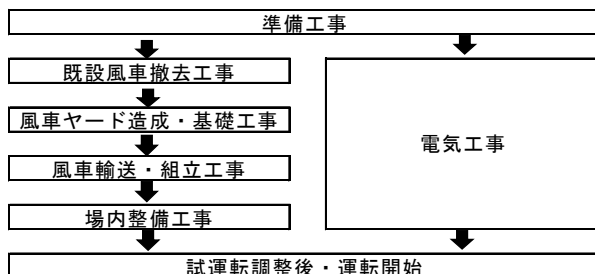 準備工事
既設風車撤去工事
風車ヤード造成・基礎工事
電気工事
風車輸送・組立工事
場内整備工事
試運転調整後・運転開始